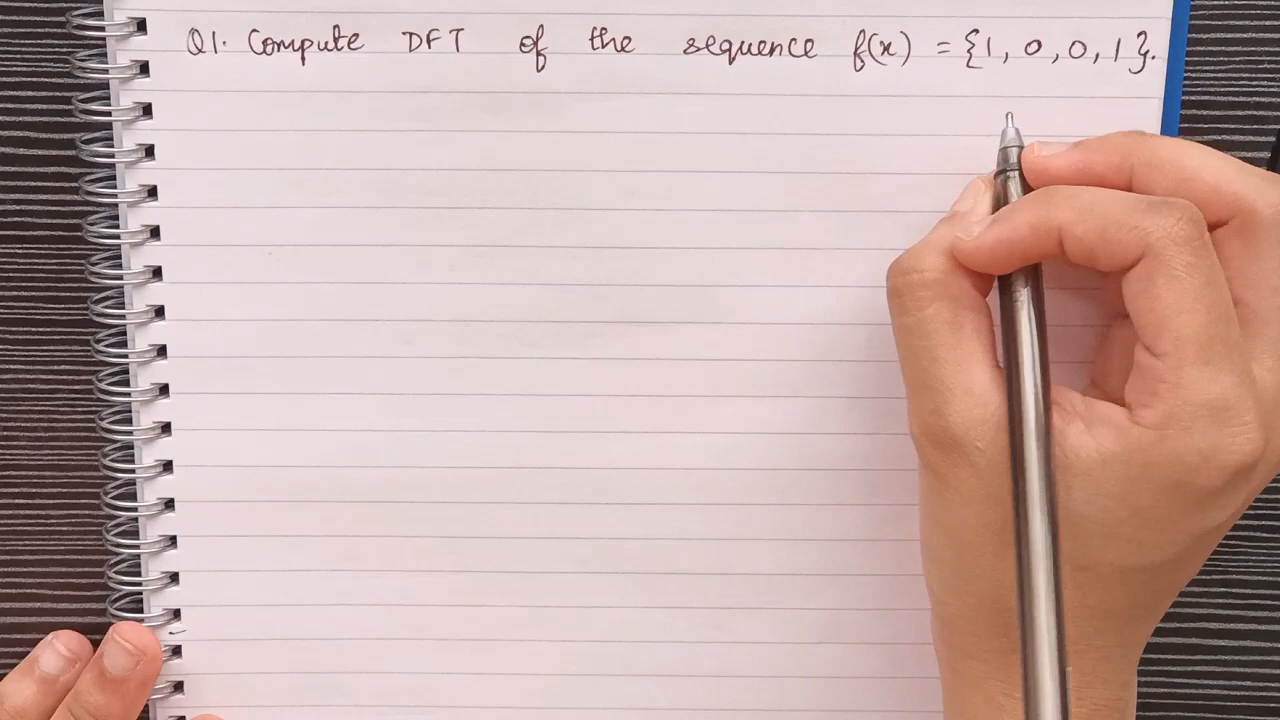 Q1. Compute DFT of the sequence f(x) = {1, 0, 0, 1}.